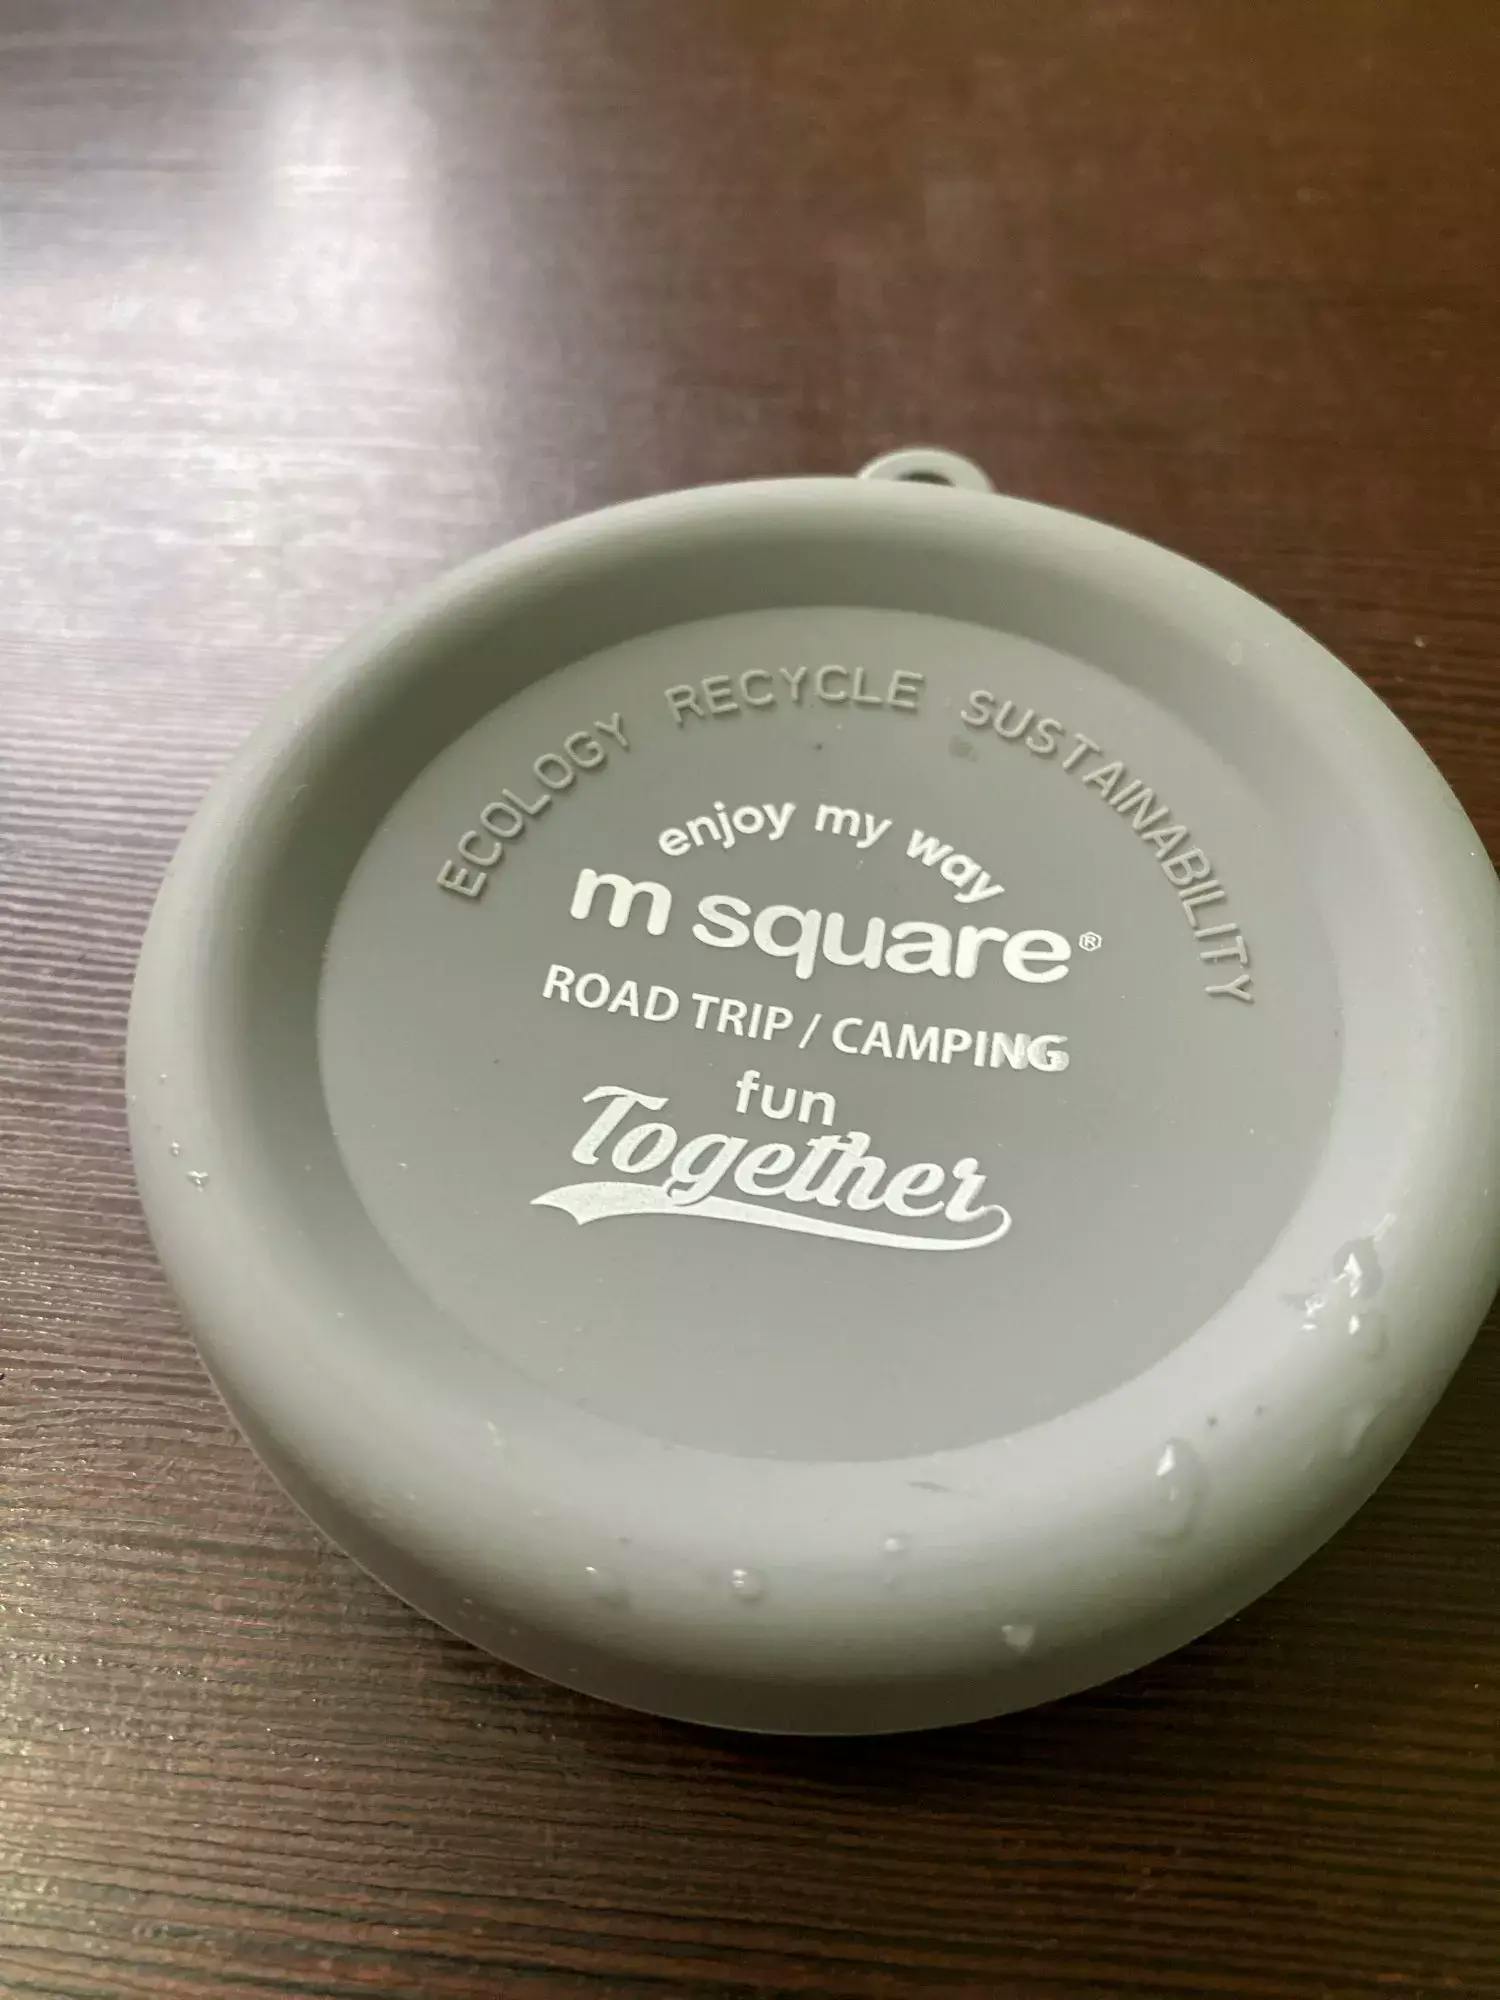 ECOLOGY RECYCLE SUSTAINABILITY
enjoy my way
m square®
ROAD TRIP / CAMPING
fun
Together